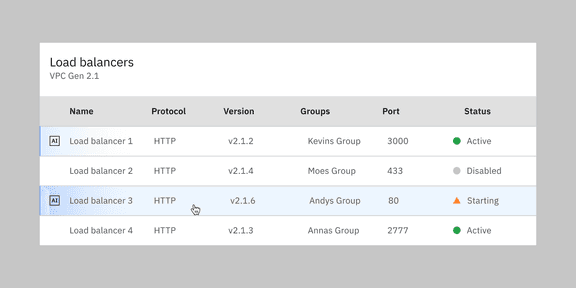 Load balancers
VPC Gen 2.1
Name Protocol Version Groups Port Status
AI Load balancer 1 HTTP v2.1.2 Kevins Group 3000 Active
Load balancer 2 HTTP v2.1.4 Moes Group 433 Disabled
AI Load balancer 3 HTTP v2.1.6 Andys Group 80 Starting
Load balancer 4 HTTP v2.1.3 Annas Group 2777 Active